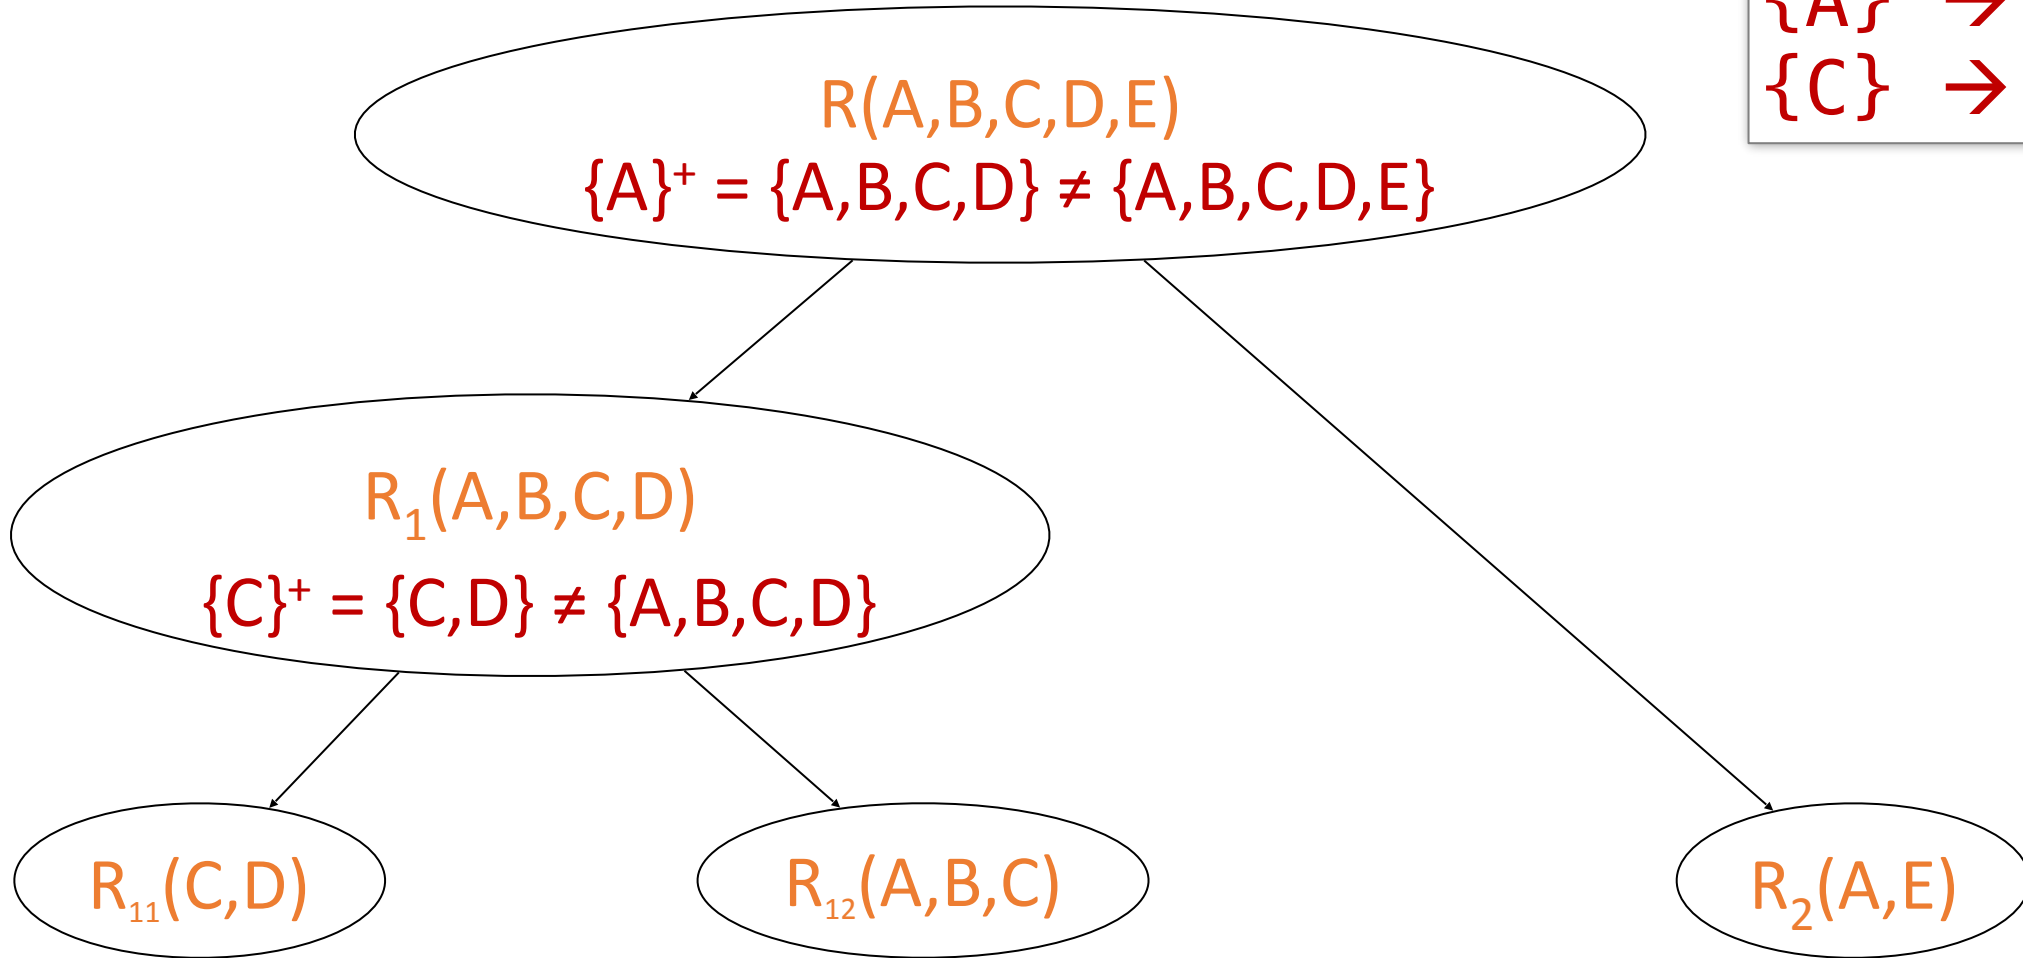 {A} →
{C} →
R(A,B,C,D,E)
{A}⁺ = {A,B,C,D} ≠ {A,B,C,D,E}
R₁(A,B,C,D)
{C}⁺ = {C,D} ≠ {A,B,C,D}
R₁₁(C,D)
R₁₂(A,B,C)
R₂(A,E)